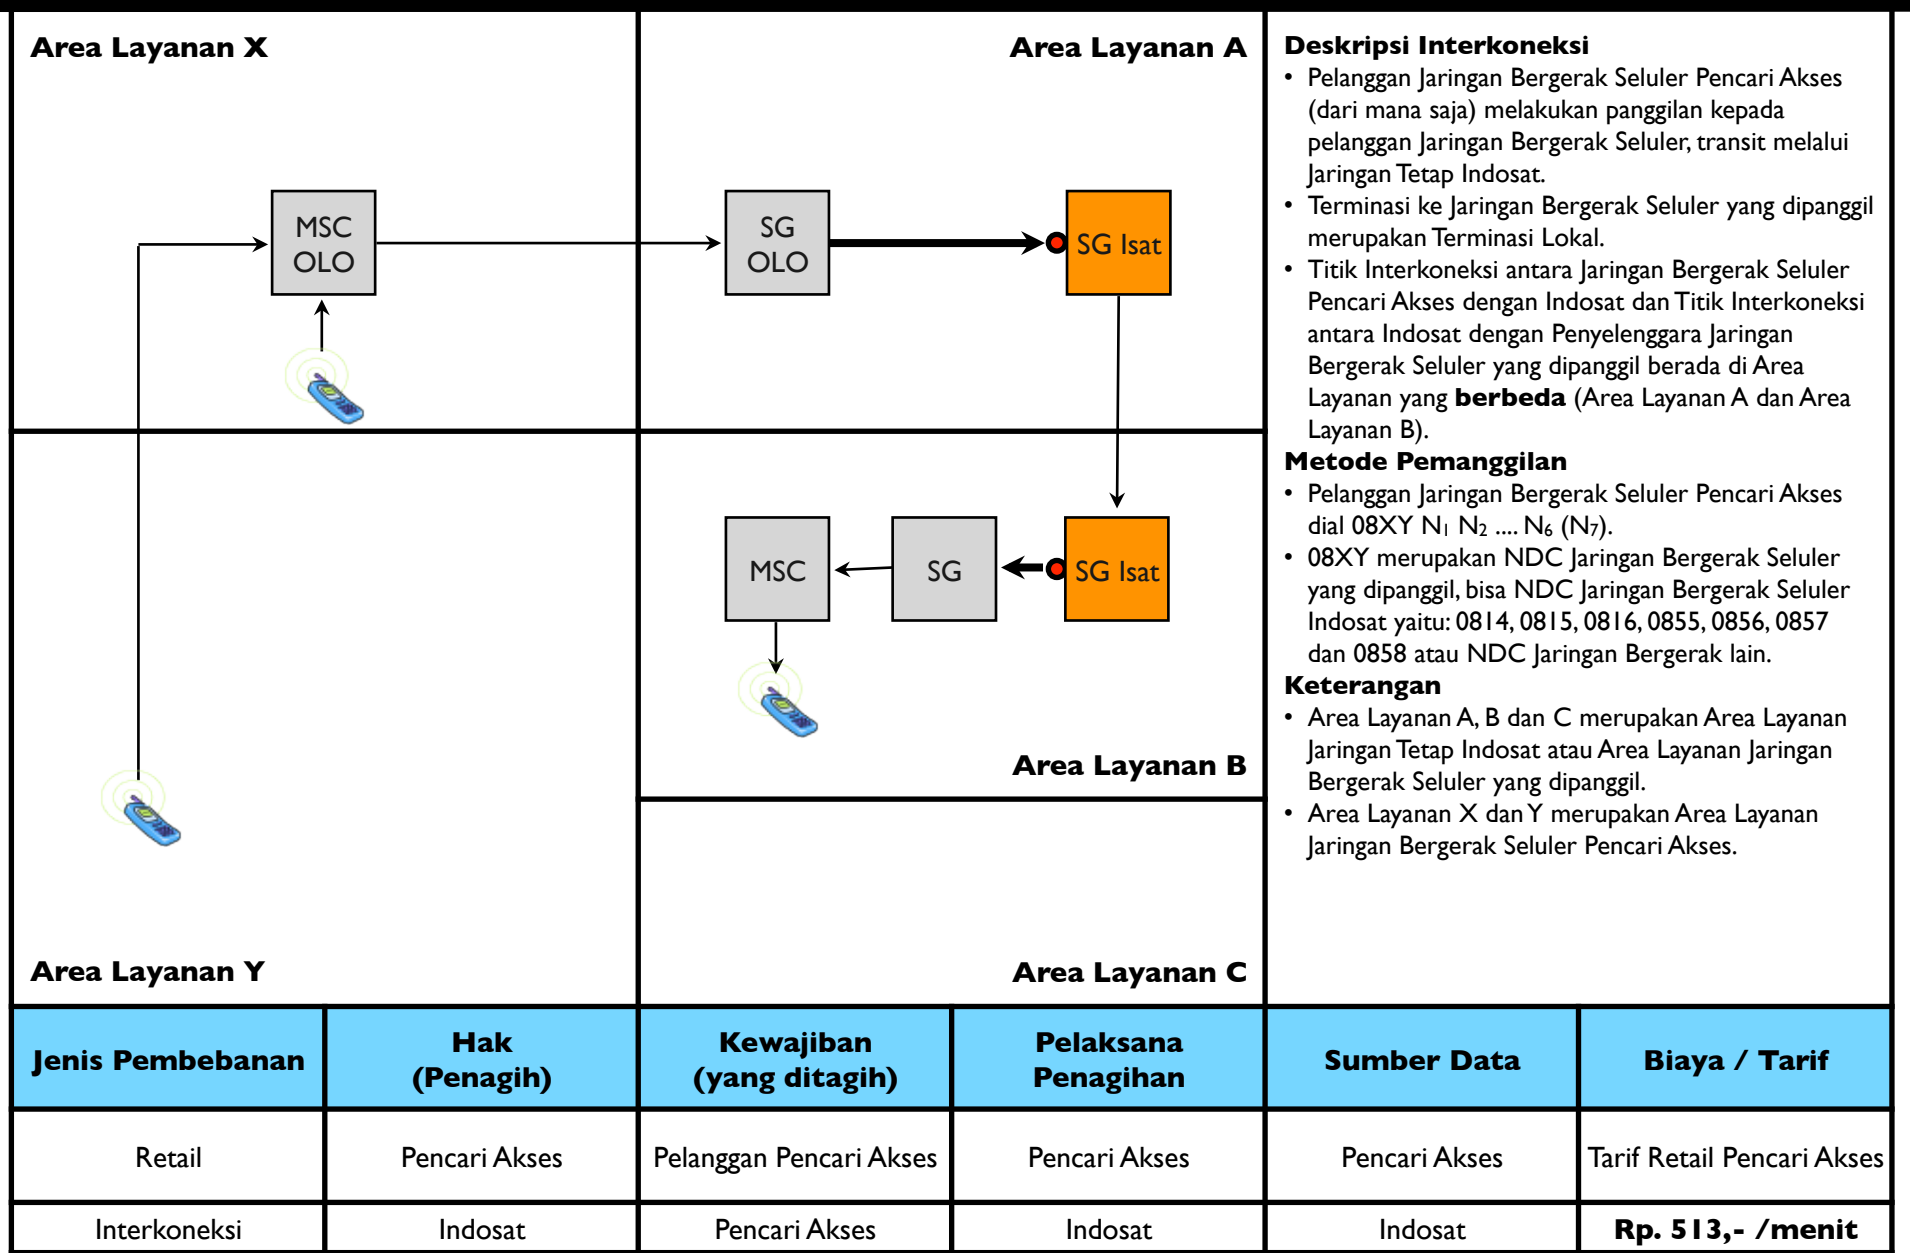 Area Layanan X
Area Layanan A
MSC
OLO
SG
OLO
SG Isat
MSC
SG
SG Isat
Area Layanan B
Area Layanan Y
Area Layanan C
Deskripsi Interkoneksi
• Pelanggan Jaringan Bergerak Seluler Pencari Akses
(dari mana saja) melakukan panggilan kepada
pelanggan Jaringan Bergerak Seluler, transit melalui
Jaringan Tetap Indosat.
• Terminasi ke Jaringan Bergerak Seluler yang dipanggil
merupakan Terminasi Lokal.
• Titik Interkoneksi antara Jaringan Bergerak Seluler
Pencari Akses dengan Indosat dan Titik Interkoneksi
antara Indosat dengan Penyelenggara Jaringan
Bergerak Seluler yang dipanggil berada di Area
Layanan yang berbeda (Area Layanan A dan Area
Layanan B).
Metode Pemanggilan
• Pelanggan Jaringan Bergerak Seluler Pencari Akses
dial 08XY N₁ N₂ .... N₆ (N₇).
• 08XY merupakan NDC Jaringan Bergerak Seluler
yang dipanggil, bisa NDC Jaringan Bergerak Seluler
Indosat yaitu: 0814, 0815, 0816, 0855, 0856, 0857
dan 0858 atau NDC Jaringan Bergerak lain.
Keterangan
• Area Layanan A, B dan C merupakan Area Layanan
Jaringan Tetap Indosat atau Area Layanan Jaringan
Bergerak Seluler yang dipanggil.
• Area Layanan X dan Y merupakan Area Layanan
Jaringan Bergerak Seluler Pencari Akses.
Jenis Pembebanan
Hak
(Penagih)
Kewajiban
(yang ditagih)
Pelaksana
Penagihan
Sumber Data
Biaya / Tarif
Retail
Pencari Akses
Pelanggan Pencari Akses
Pencari Akses
Pencari Akses
Tarif Retail Pencari Akses
Interkoneksi
Indosat
Pencari Akses
Indosat
Indosat
Rp. 513,- /menit